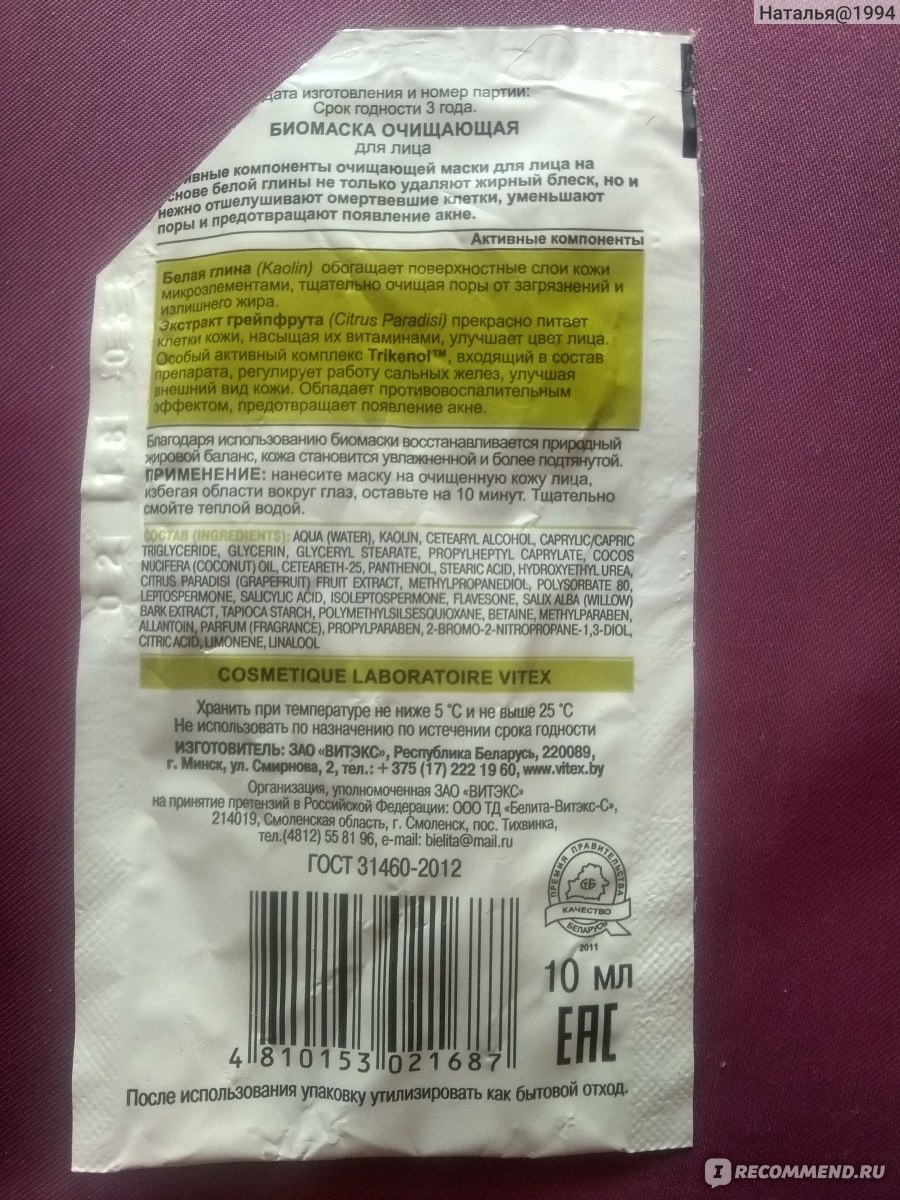 Наталья@1994
дата изготовления и номер партии:
Срок годности 3 года.
БИОМАСКА ОЧИЩАЮЩАЯ
для лица
компоненты очищающей маски для лица на
основе белой глины не только удаляют жирный блеск, но и
нежно отшелушивают омертвевшие клетки, уменьшают
поры и предотвращают появление акне.
Активные компоненты
Белая глина (Kaolin) обогащает поверхностные слои кожи
микроэлементами, тщательно очищая поры от загрязнений и
излишнего жира.
Экстракт грейпфрута (Citrus Paradisi) прекрасно питает
клетки кожи, насыщая их витаминами, улучшает цвет лица.
Особый активный комплекс Trikenol™, входящий в состав
препарата, регулирует работу сальных желез, улучшая
внешний вид кожи. Обладает противовоспалительным
эффектом, предотвращает появление акне.
Благодаря использованию биомаски восстанавливается природный
жировой баланс, кожа становится увлажненной и более подтянутой.
ПРИМЕНЕНИЕ: нанесите маску на очищенную кожу лица,
избегая области вокруг глаз, оставьте на 10 минут. Тщательно
смойте теплой водой.
СОСТАВ (INGREDIENTS): AQUA (WATER), KAOLIN, CETEARYL ALCOHOL, CAPRYLIC/CAPRIC
TRIGLYCERIDE, GLYCERIN, GLYCERYL STEARATE, PROPYLHEPTYL CAPRYLATE, COCOS
NUCIFERA (COCONUT) OIL, CETEARETH-25, PANTHENOL, STEARIC ACID, HYDROXYETHYL UREA,
CITRUS PARADISI (GRAPEFRUIT) FRUIT EXTRACT, METHYLPROPANEDIOL, POLYSORBATE 80,
LEPTOSPERMONE, SALICYLIC ACID, ISOLEPTOSPERMONE, FLAVESONE, SALIX ALBA (WILLOW)
BARK EXTRACT, TAPIOCA STARCH, POLYMETHYLSILSESQUIOXANE, BETAINE, METHYLPARABEN,
ALLANTOIN, PARFUM (FRAGRANCE), PROPYLPARABEN, 2-BROMO-2-NITROPROPANE-1,3-DIOL,
CITRIC ACID, LIMONENE, LINALOOL
COSMETIQUE LABORATOIRE VITEX
Хранить при температуре не ниже 5 °C и не выше 25 °C
Не использовать по назначению по истечении срока годности
ИЗГОТОВИТЕЛЬ: ЗАО «ВИТЭКС», Республика Беларусь, 220089,
г. Минск, ул. Смирнова, 2, тел.: + 375 (17) 222 19 60, www.vitex.by
Организация, уполномоченная ЗАО «ВИТЭКС»
на принятие претензий в Российской Федерации: ООО ТД «Белита-Витэкс-С»,
214019, Смоленская область, г. Смоленск, пос. Тихвинка,
тел.(4812) 55 81 96, e-mail: bielita@mail.ru
ГОСТ 31460-2012
ПРЕМИЯ ПРАВИТЕЛЬСТВА
КАЧЕСТВО
БЕЛАРУСЬ
2011
10 мл
EAC
4 810153 021687
После использования упаковку утилизировать как бытовой отход.
IRECOMMEND.RU